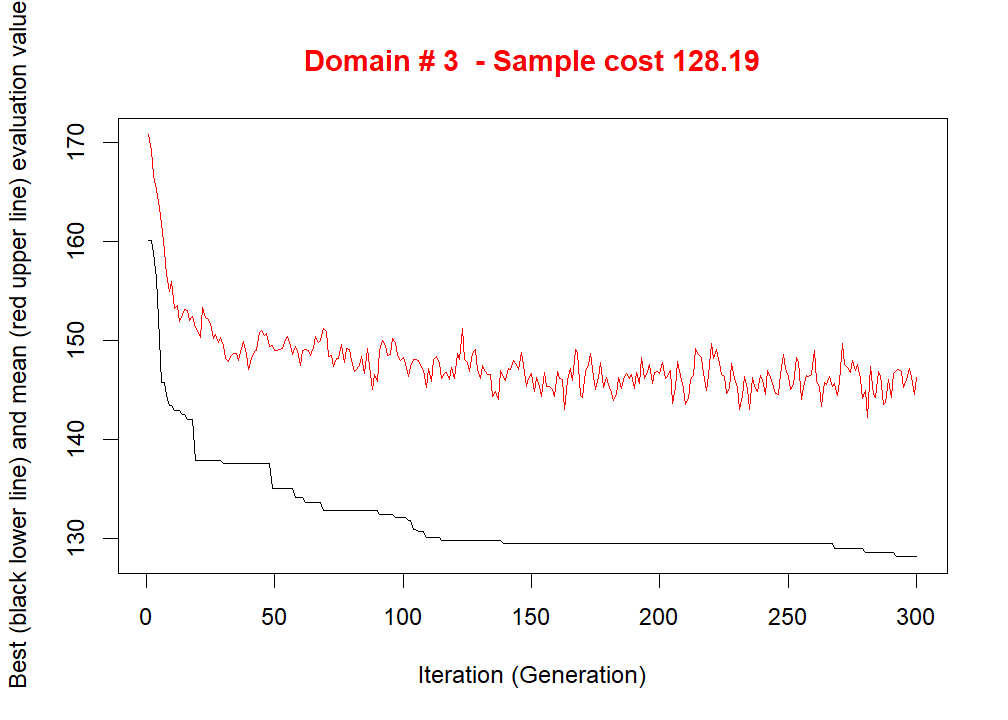 Domain # 3  - Sample cost 128.19
Best (black lower line) and mean (red upper line) evaluation value
170
160
150
140
130
0 50 100 150 200 250 300
Iteration (Generation)